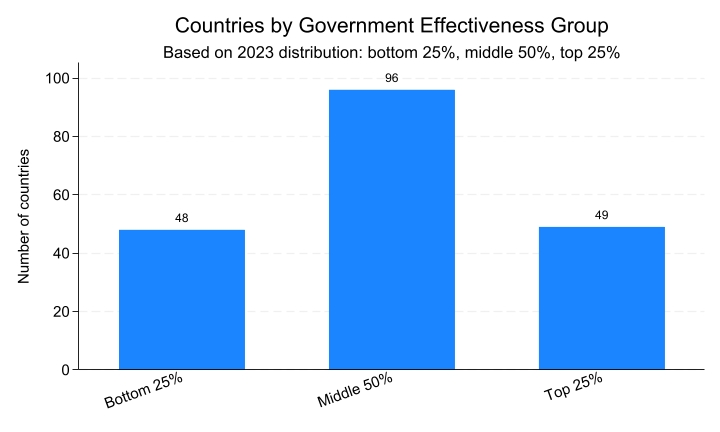 Countries by Government Effectiveness Group
Based on 2023 distribution: bottom 25%, middle 50%, top 25%
Number of countries
100
80
60
40
20
0
48
96
49
Bottom 25%
Middle 50%
Top 25%